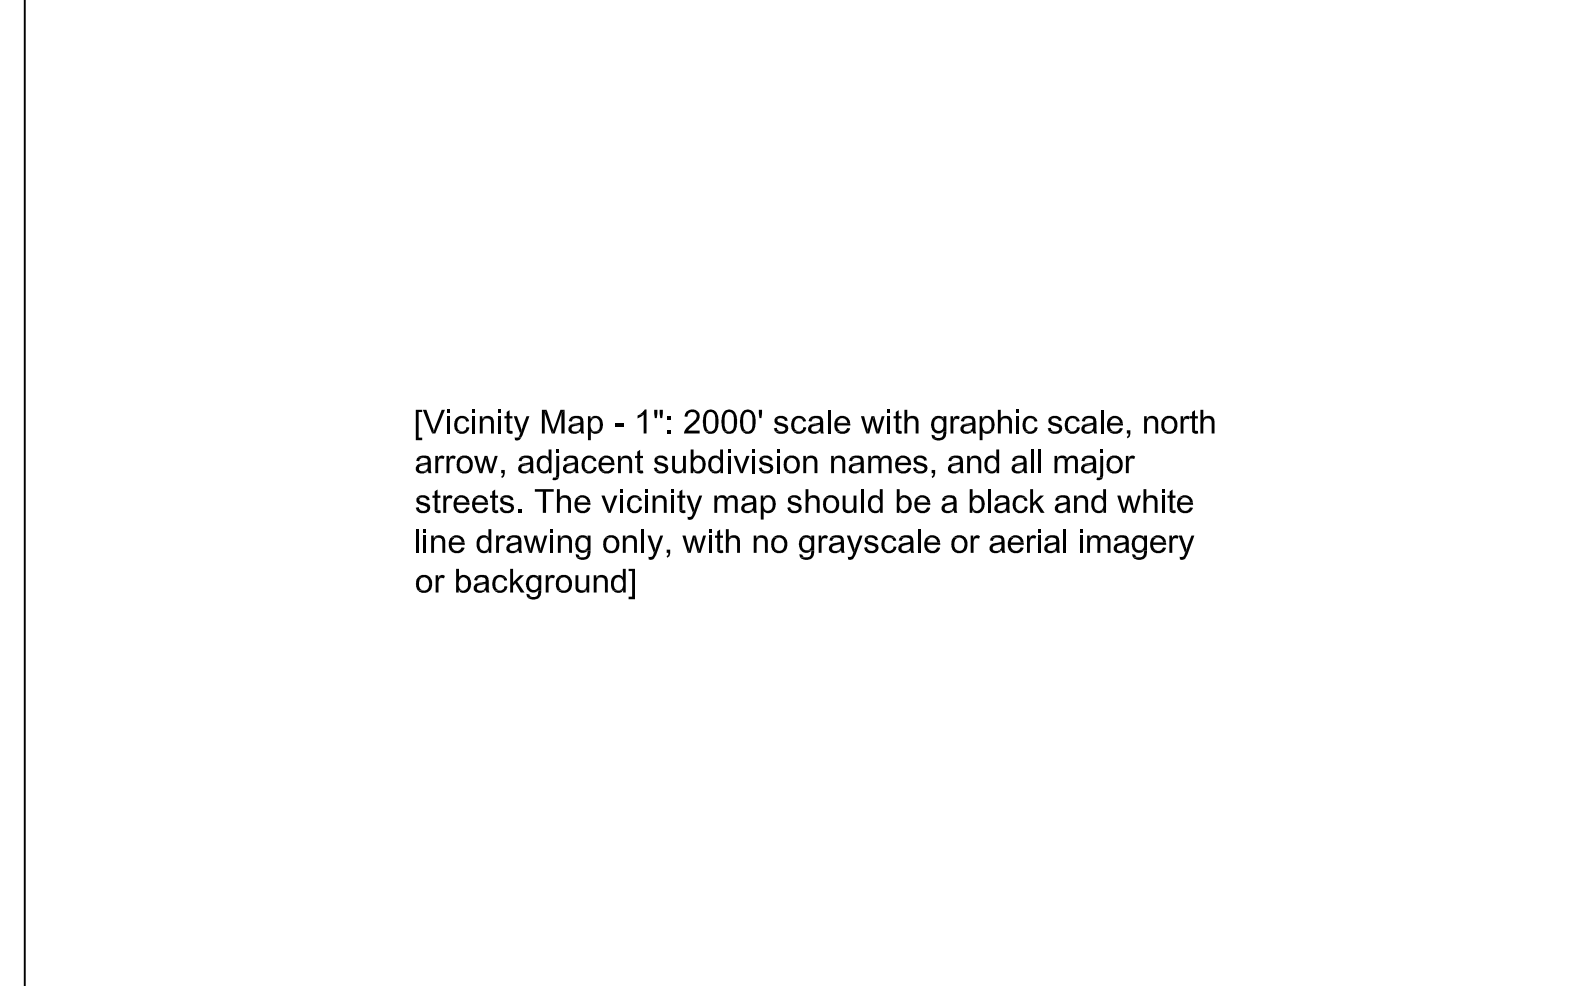 [Vicinity Map - 1": 2000' scale with graphic scale, north
arrow, adjacent subdivision names, and all major
streets. The vicinity map should be a black and white
line drawing only, with no grayscale or aerial imagery
or background]